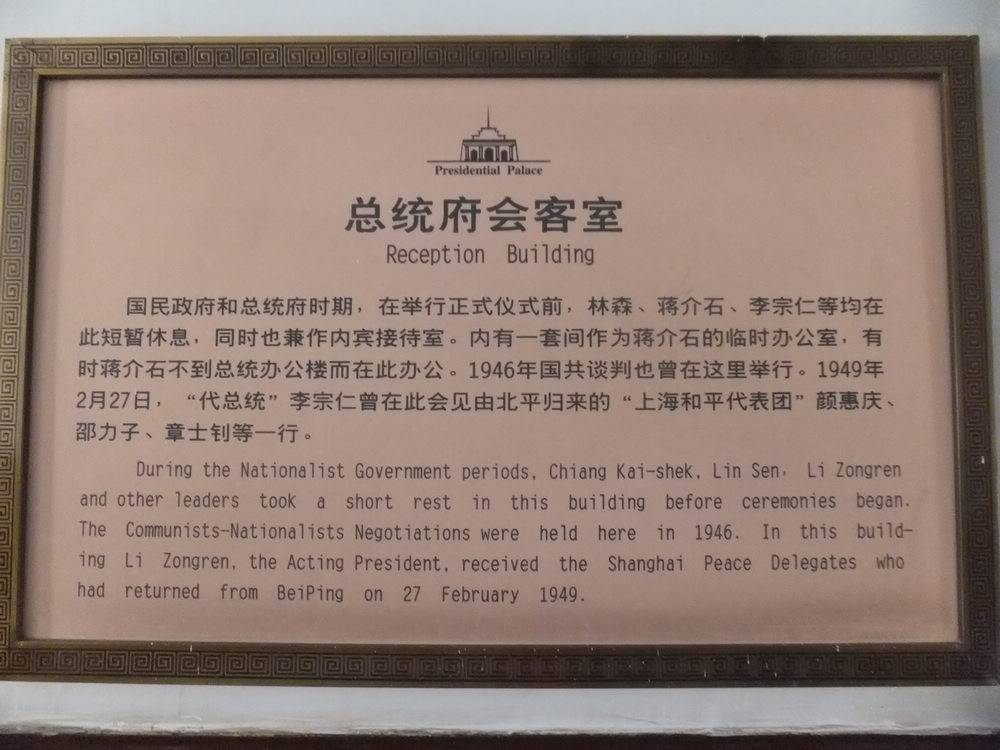 Presidential Palace
总统府会客室
Reception Building
国民政府和总统府时期，在举行正式仪式前，林森、蒋介石、李宗仁等均在
此短暂休息，同时也兼作内宾接待室。内有一套间作为蒋介石的临时办公室，有
时蒋介石不到总统办公楼而在此办公。1946年国共谈判也曾在这里举行。1949年
2月27日，“代总统”李宗仁曾在此会见由北平归来的“上海和平代表团”颜惠庆、
邵力子、章士钊等一行。
During the Nationalist Government periods, Chiang Kai-shek, Lin Sen, Li Zongren
and other leaders took a short rest in this building before ceremonies began.
The Communists-Nationalists Negotiations were held here in 1946. In this build-
ing Li Zongren, the Acting President, received the Shanghai Peace Delegates who
had returned from BeiPing on 27 February 1949.